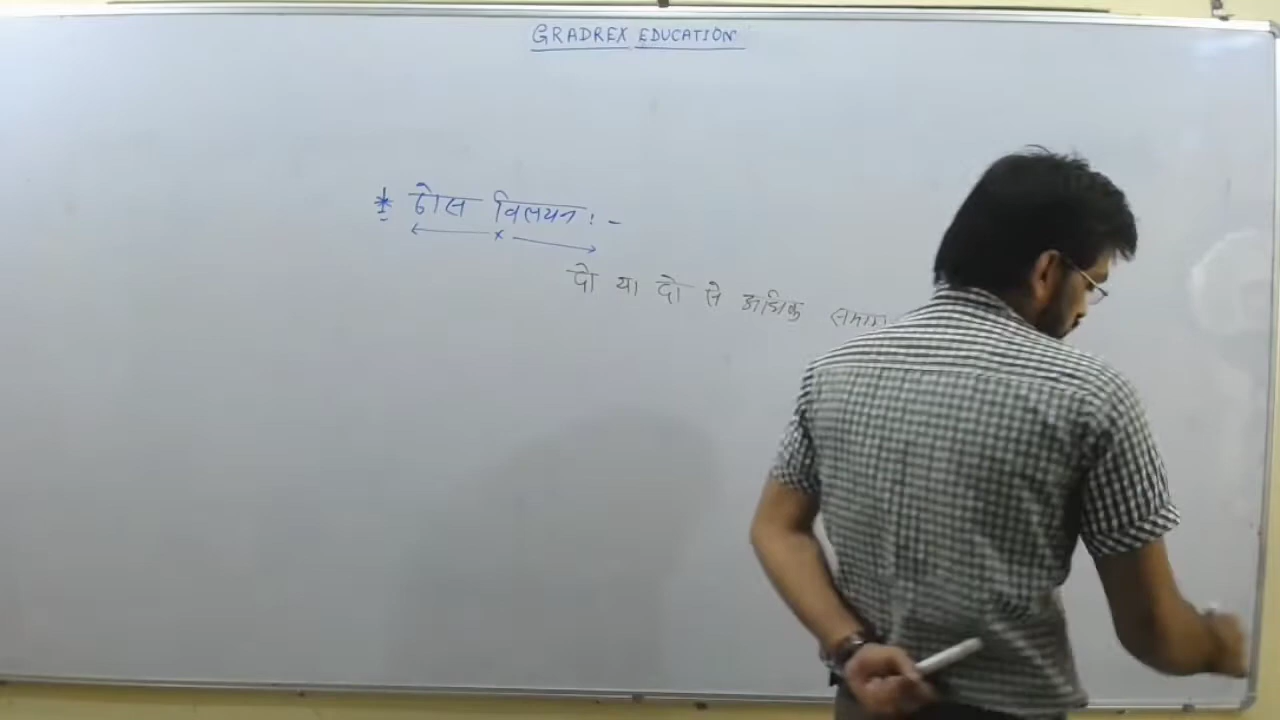 GRADREX EDUCATION
* ठोस विलयन :-
दो या दो से अधिक